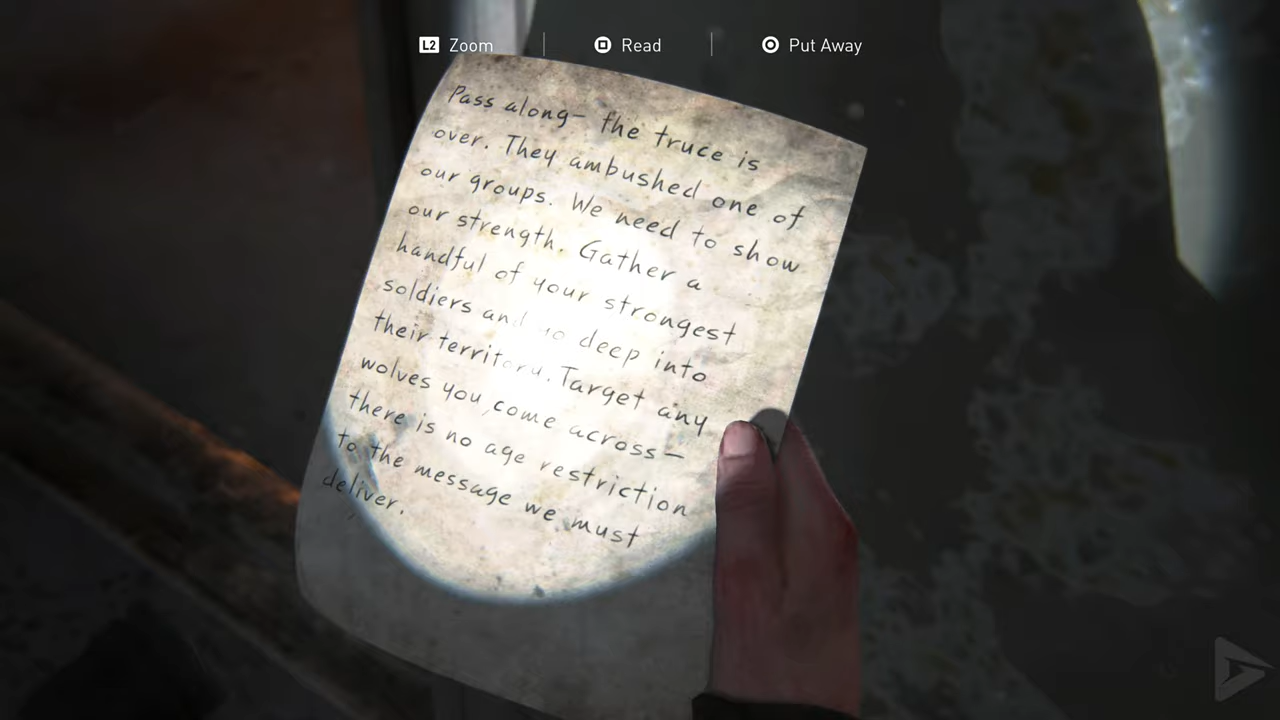 L2 Zoom Read Put Away
Pass along- the truce is
over. They ambushed one of
our groups. We need to show
our strength. Gather a
handful of your strongest
soldiers and go deep into
their territory. Target any
wolves you come across-
there is no age restriction
to the message we must
deliver.